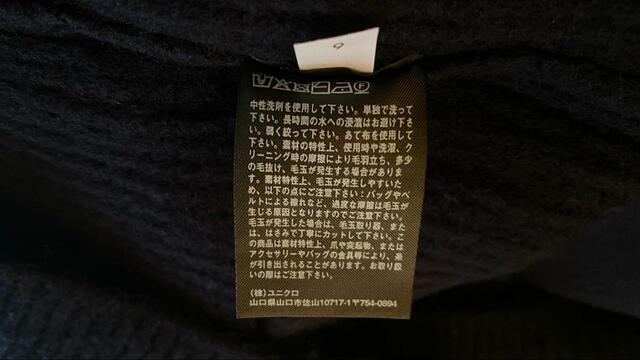 9
中性洗剤を使用して下さい。単独で洗って
下さい。長時間の水への浸漬はお避け下さ
い。弱く絞って下さい。あて布を使用して下
さい。素材の特性上、使用時や洗濯、ク
リーニング時の摩擦により毛羽立ち、多少
の毛抜け、毛玉が発生する場合がありま
す。素材特性上、毛玉が発生しやすいた
め、以下の点にご注意下さい：バッグやベ
ルトによる擦れなど、過度な摩擦は毛玉が
生じる原因となりますのでご注意下さい。
毛玉が発生した場合は、毛玉取り器、また
は、はさみで丁寧にカットして下さい。こ
の商品は素材特性上、爪や突起物、または
アクセサリーやバッグの金具等により、糸
が引き出されることがあります。お取り扱
いの際はご注意下さい。
（株）ユニクロ
山口県山口市佐山10717-1〒754-0894